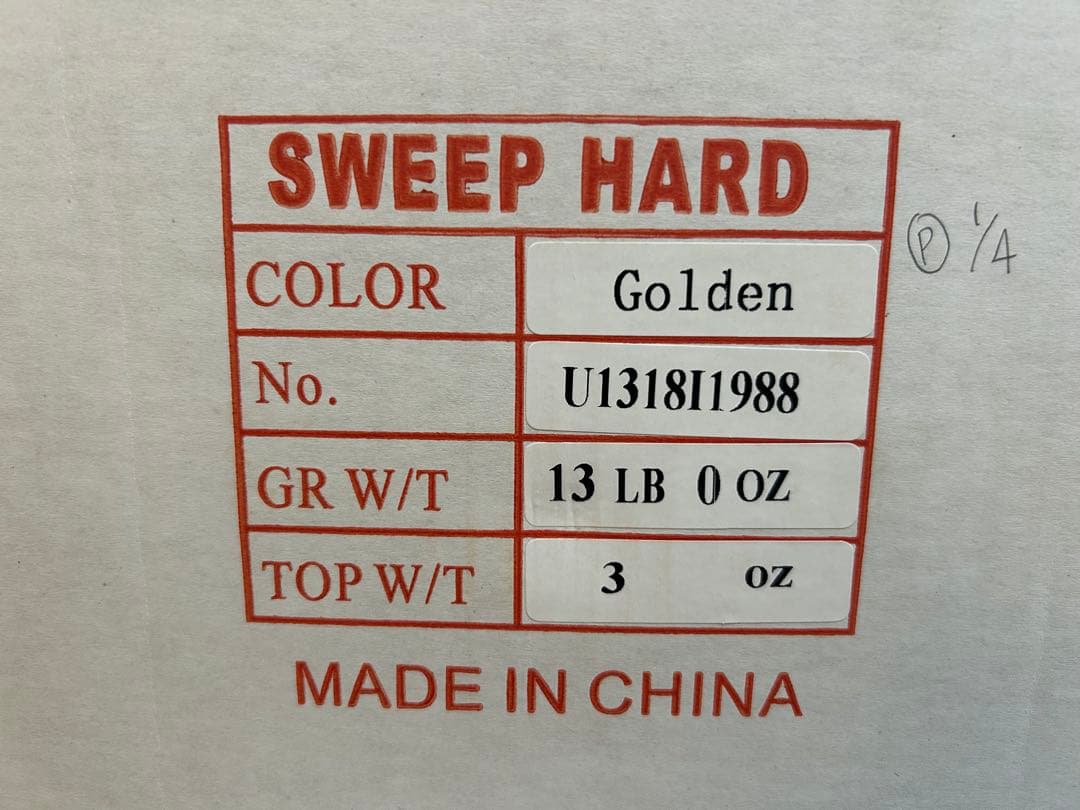 SWEEP HARD
COLOR Golden
Ⓟ 1/4
No. U1318I1988
GR W/T 13 LB 0 OZ
TOP W/T 3 OZ
MADE IN CHINA